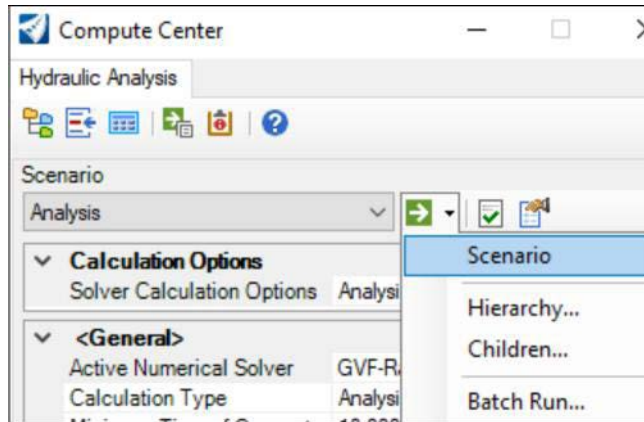 Compute Center
Hydraulic Analysis
Scenario
Analysis
Scenario
Calculation Options
Solver Calculation Options Analysi
Hierarchy...
<General>
Children...
Active Numerical Solver GVF-R
Calculation Type Analysi
Batch Run...